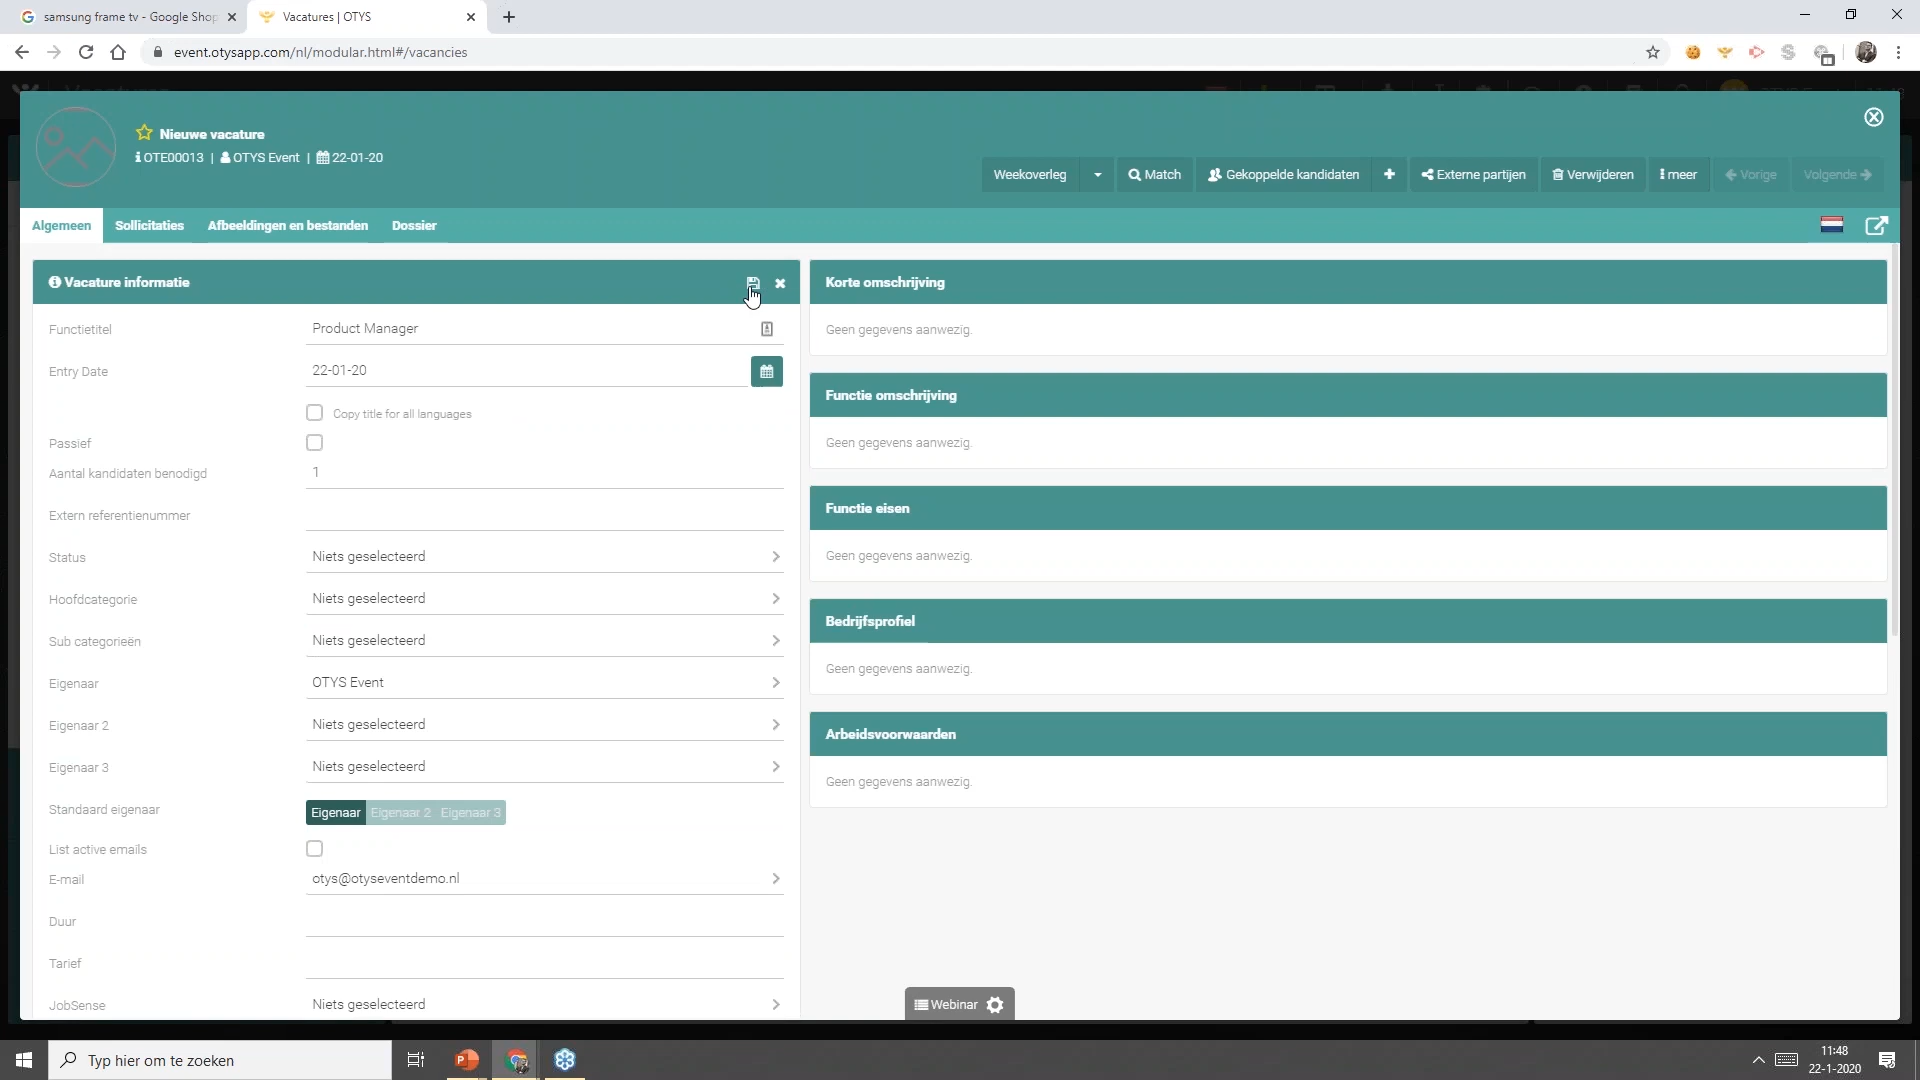 samsung frame tv - Google Shop
Vacatures | OTYS
event.otysapp.com/nl/modular.html#/vacancies
Nieuwe vacature
OTE00013 | OTYS Event | 22-01-20
Weekoverleg
Match
Gekoppelde kandidaten
Externe partijen
Verwijderen
meer
Vorige
Volgende
Algemeen
Sollicitaties
Afbeeldingen en bestanden
Dossier
Vacature informatie
Functietitel
Product Manager
Entry Date
22-01-20
Copy title for all languages
Passief
Aantal kandidaten benodigd
1
Extern referentienummer
Status
Niets geselecteerd
Hoofdcategorie
Niets geselecteerd
Sub categorieën
Niets geselecteerd
Eigenaar
OTYS Event
Eigenaar 2
Niets geselecteerd
Eigenaar 3
Niets geselecteerd
Standaard eigenaar
Eigenaar Eigenaar 2 Eigenaar 3
List active emails
E-mail
otys@otyseventdemo.nl
Duur
Tarief
JobSense
Niets geselecteerd
Korte omschrijving
Geen gegevens aanwezig.
Functie omschrijving
Geen gegevens aanwezig.
Functie eisen
Geen gegevens aanwezig.
Bedrijfsprofiel
Geen gegevens aanwezig.
Arbeidsvoorwaarden
Geen gegevens aanwezig.
Webinar
Typ hier om te zoeken
11:48
22-1-2020